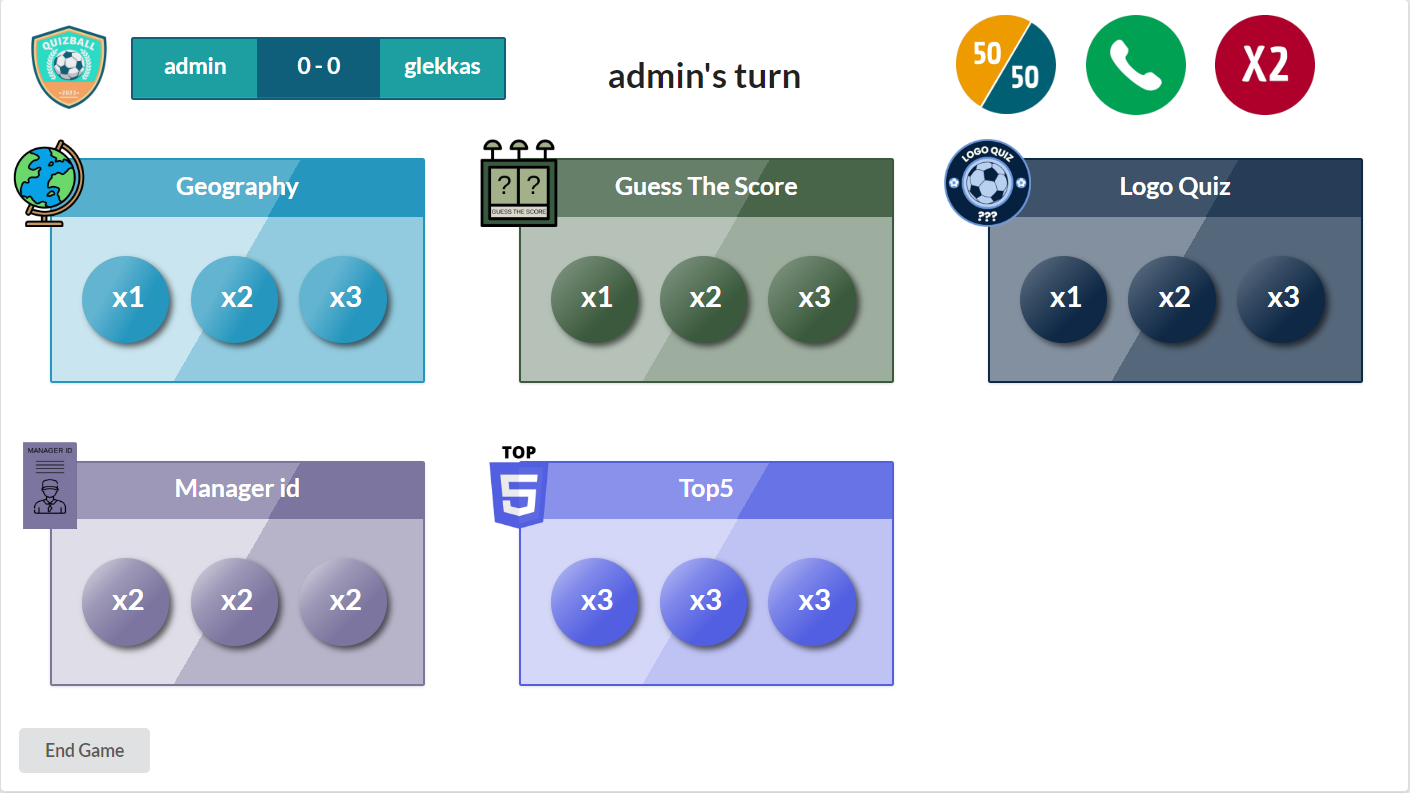 QUIZBALL
•2021•
admin 0 - 0 glekkas
admin's turn
50
50
X2
Geography
x1 x2 x3
? ?
GUESS THE SCORE
Guess The Score
x1 x2 x3
LOGO QUIZ
???
Logo Quiz
x1 x2 x3
MANAGER ID
Manager id
x2 x2 x2
TOP
5
Top5
x3 x3 x3
End Game